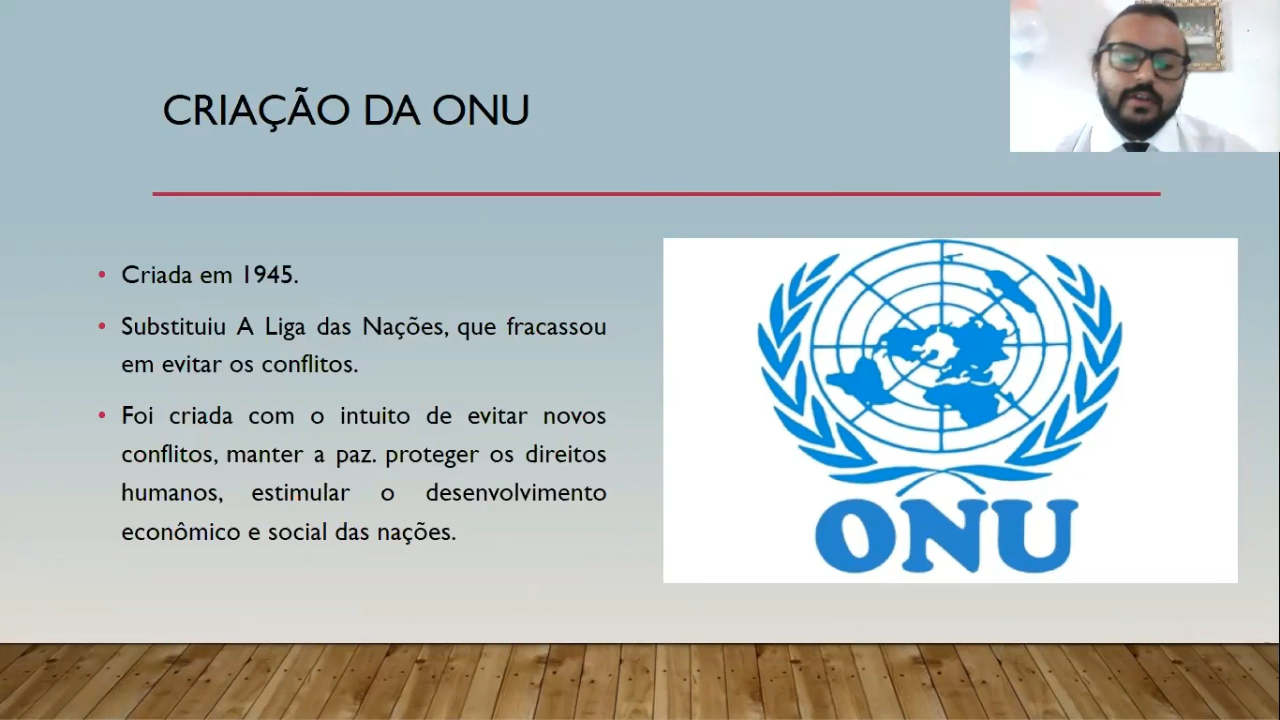 CRIAÇÃO DA ONU
• Criada em 1945.
• Substituiu A Liga das Nações, que fracassou
em evitar os conflitos.
• Foi criada com o intuito de evitar novos
conflitos, manter a paz. proteger os direitos
humanos, estimular o desenvolvimento
econômico e social das nações.
ONU